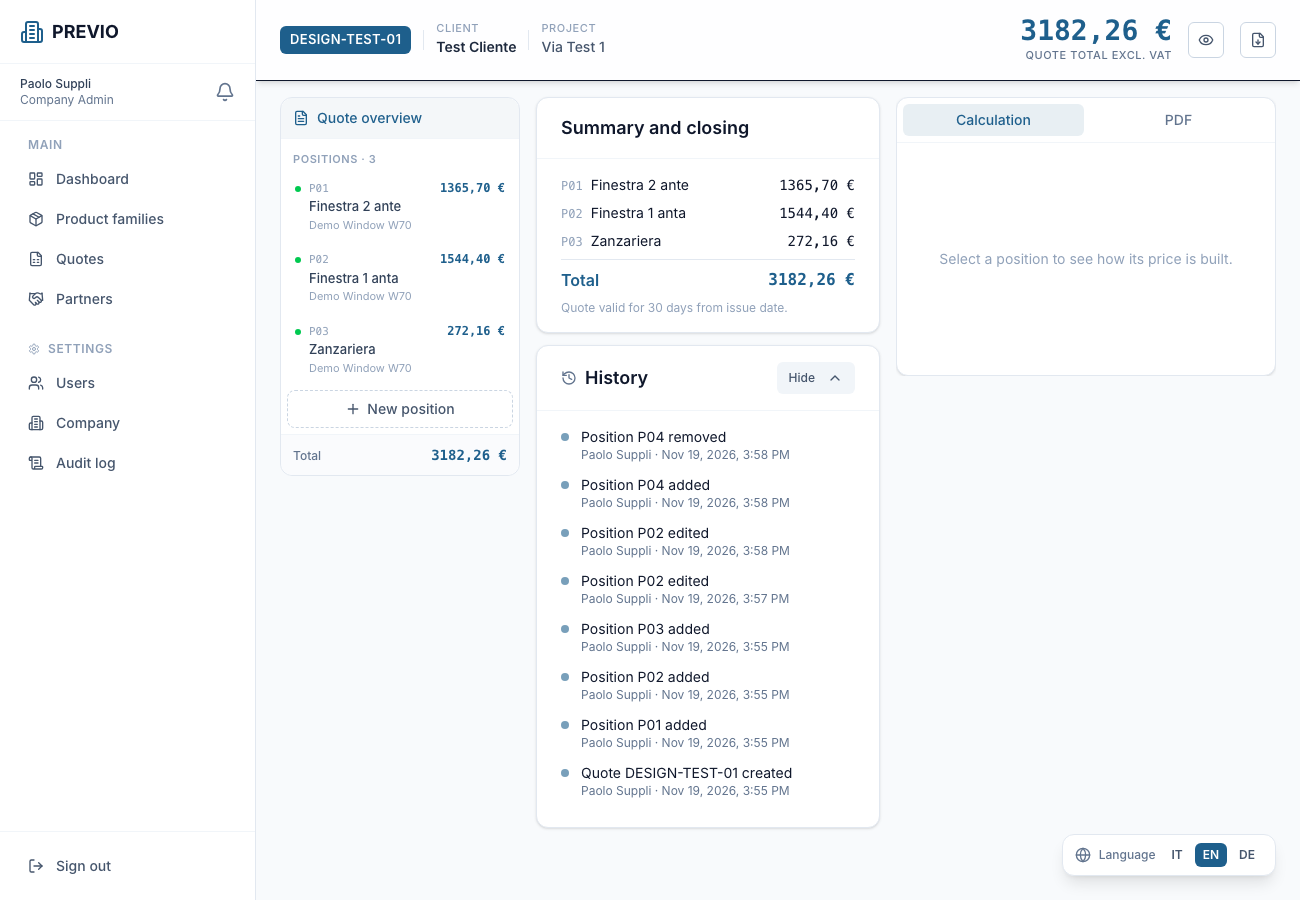 PREVIO
Paolo Suppli
Company Admin
MAIN
Dashboard
Product families
Quotes
Partners
SETTINGS
Users
Company
Audit log
Sign out
DESIGN-TEST-01
CLIENT
Test Cliente
PROJECT
Via Test 1
3182,26 €
QUOTE TOTAL EXCL. VAT
Quote overview
POSITIONS · 3
P01 1365,70 €
Finestra 2 ante
Demo Window W70
P02 1544,40 €
Finestra 1 anta
Demo Window W70
P03 272,16 €
Zanzariera
Demo Window W70
New position
Total 3182,26 €
Summary and closing
P01 Finestra 2 ante 1365,70 €
P02 Finestra 1 anta 1544,40 €
P03 Zanzariera 272,16 €
Total 3182,26 €
Quote valid for 30 days from issue date.
History Hide
Position P04 removed
Paolo Suppli · Nov 19, 2026, 3:58 PM
Position P04 added
Paolo Suppli · Nov 19, 2026, 3:58 PM
Position P02 edited
Paolo Suppli · Nov 19, 2026, 3:58 PM
Position P02 edited
Paolo Suppli · Nov 19, 2026, 3:57 PM
Position P03 added
Paolo Suppli · Nov 19, 2026, 3:55 PM
Position P02 added
Paolo Suppli · Nov 19, 2026, 3:55 PM
Position P01 added
Paolo Suppli · Nov 19, 2026, 3:55 PM
Quote DESIGN-TEST-01 created
Paolo Suppli · Nov 19, 2026, 3:55 PM
Calculation PDF
Select a position to see how its price is built.
Language IT EN DE